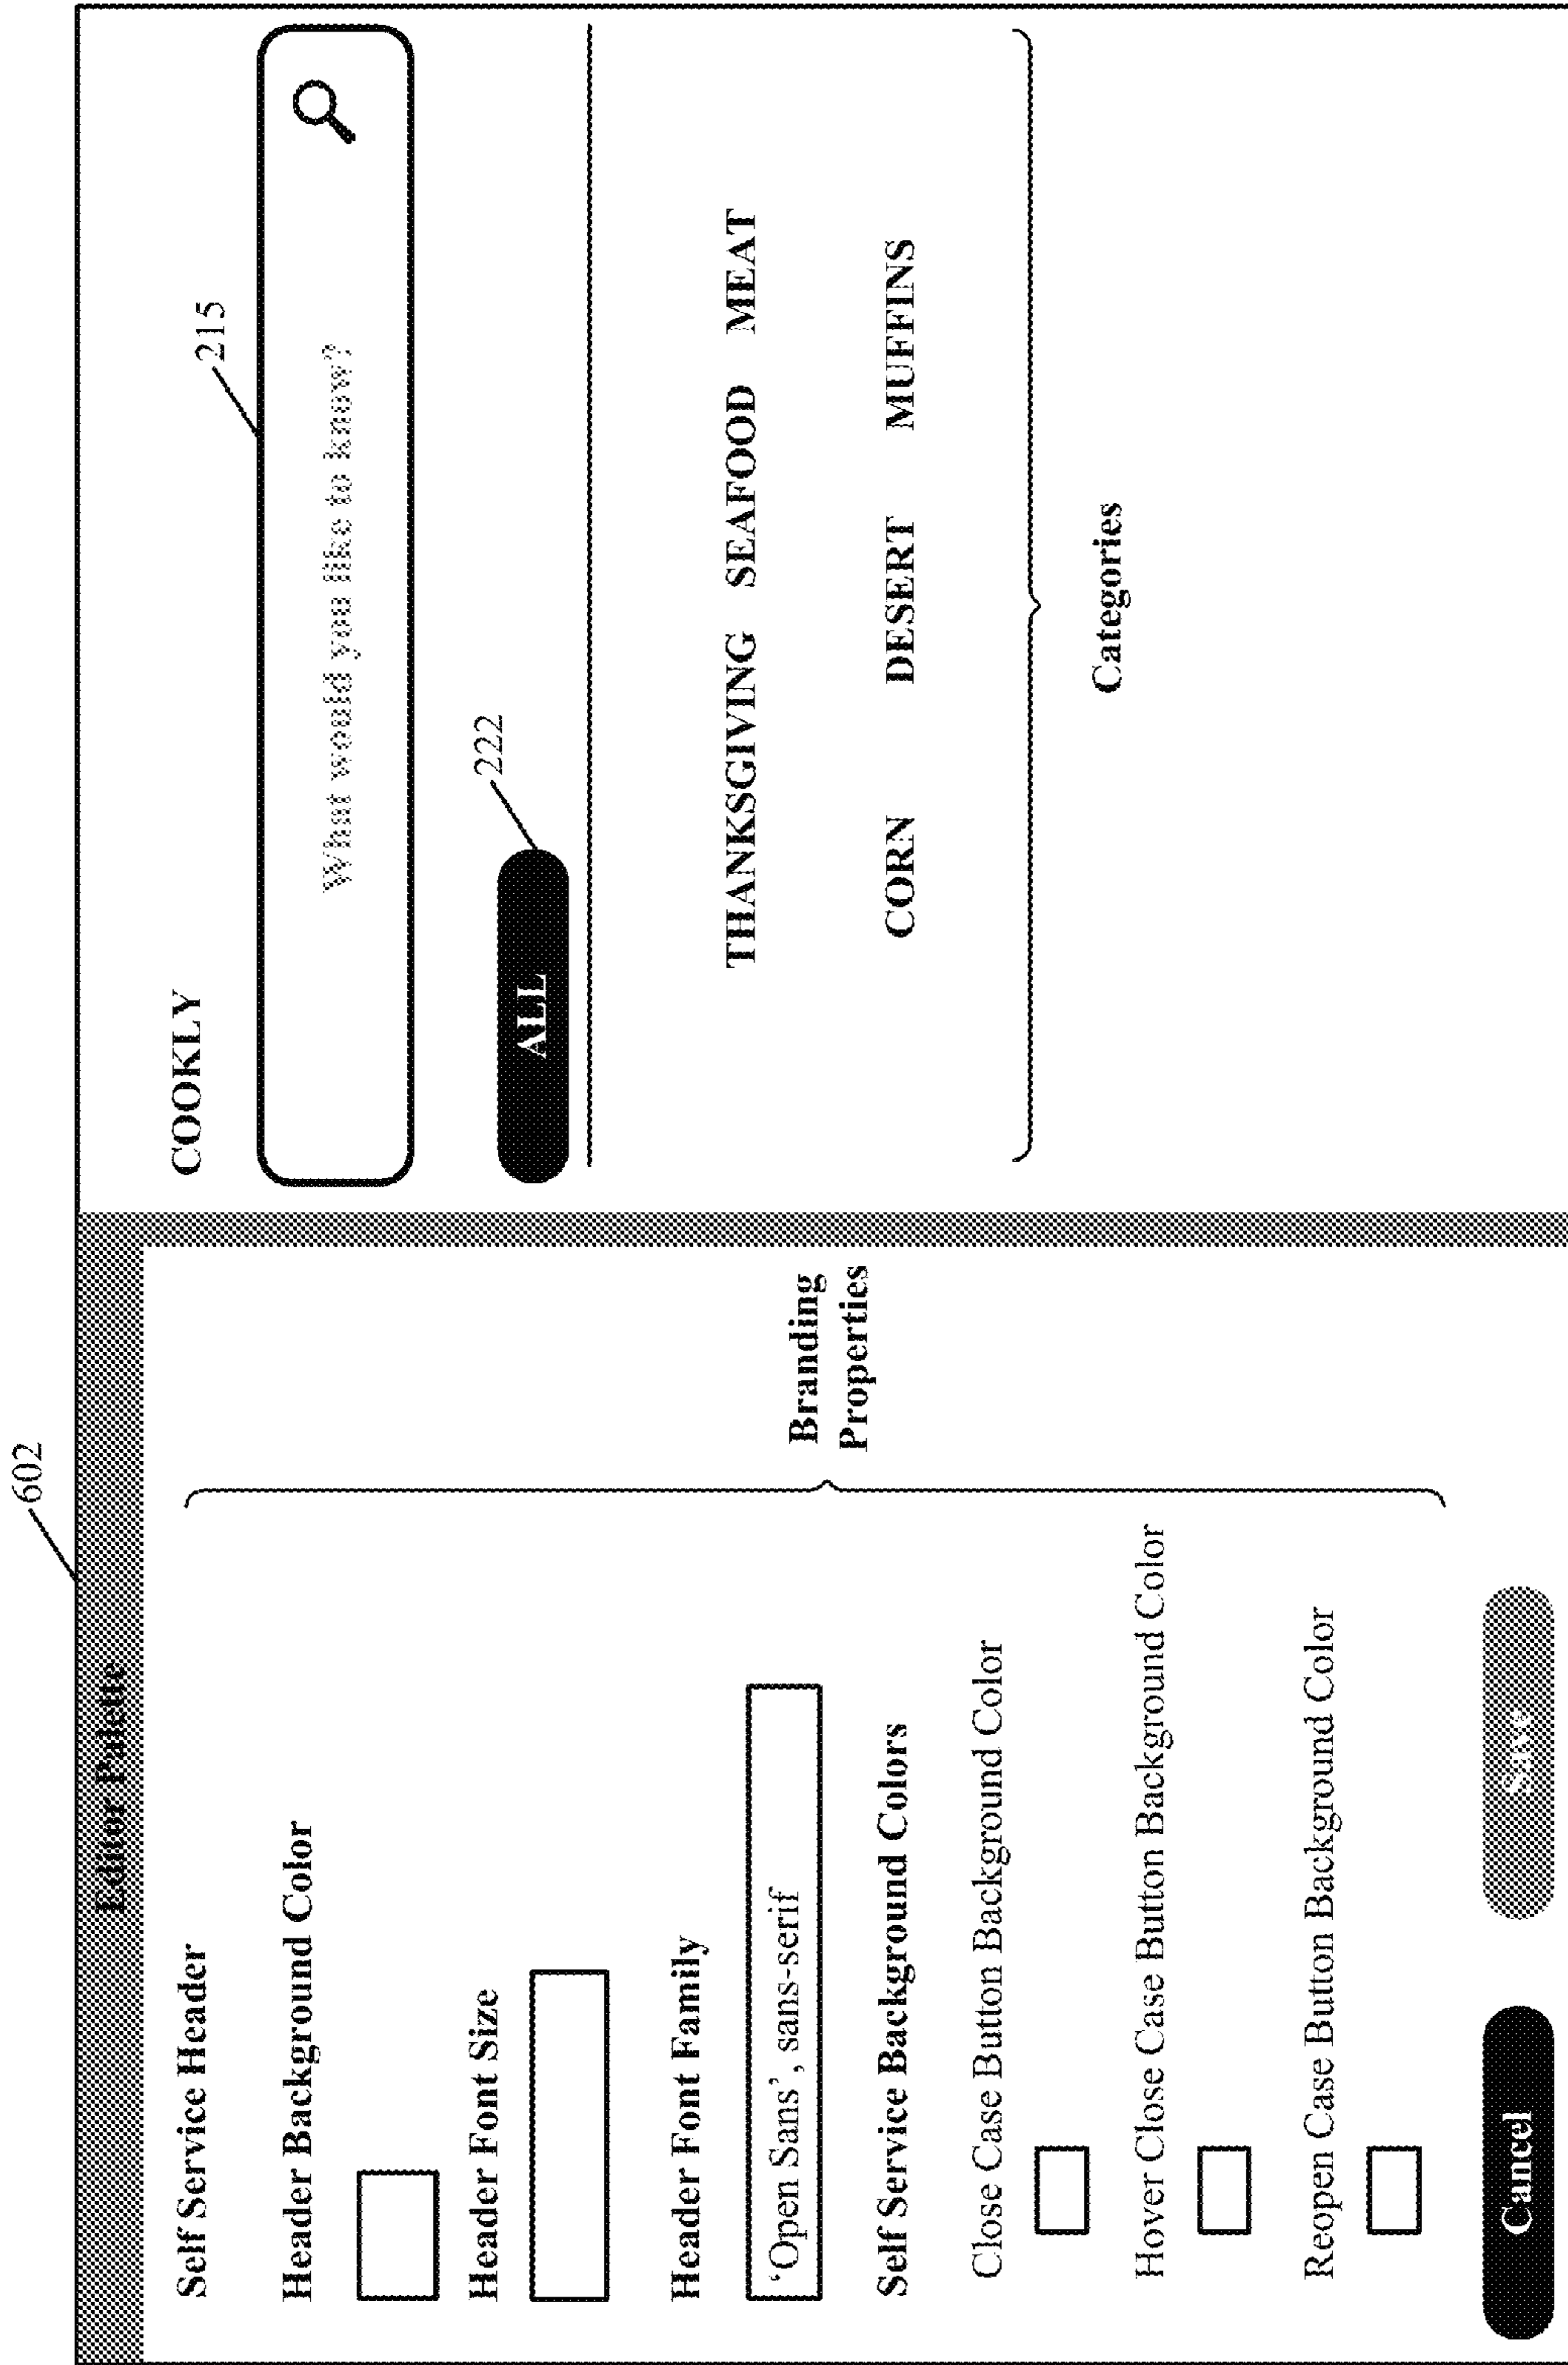 602
Editor Palette
Self Service Header
Header Background Color
Header Font Size
Header Font Family
‘Open Sans’, sans-serif
Self Service Background Colors
Close Case Button Background Color
Hover Close Case Button Background Color
Reopen Case Button Background Color
Cancel
Save
Branding
Properties
COOKLY
215
What would you like to know?
222
ALL
THANKSGIVING SEAFOOD MEAT
CORN DESERT MUFFINS
Categories